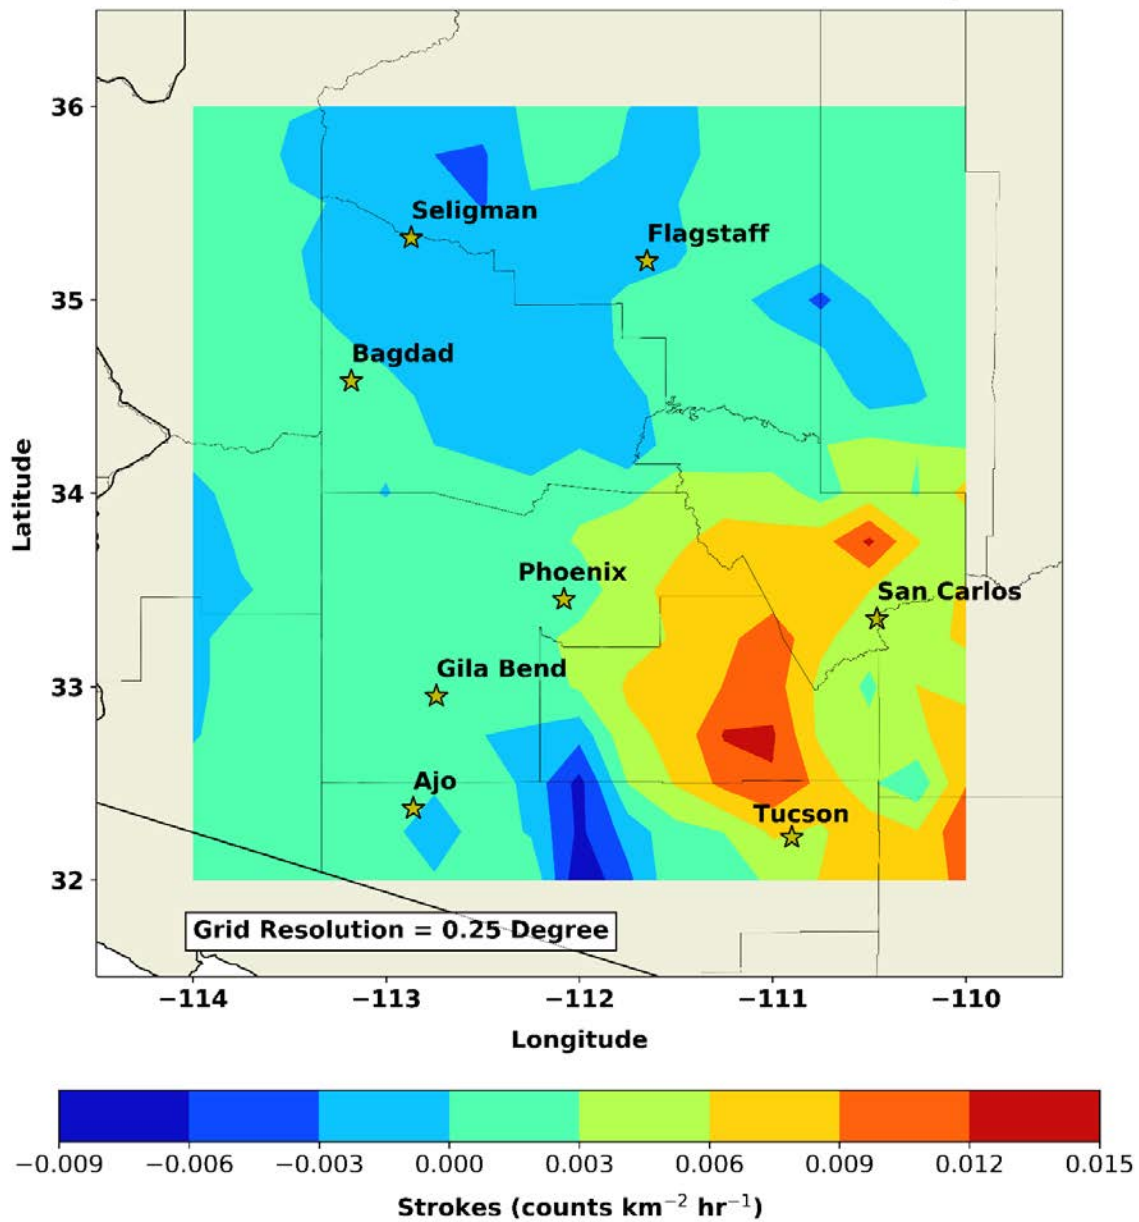 36
Seligman
Flagstaff
35
Bagdad
Latitude
34
Phoenix
San Carlos
33
Gila Bend
Ajo
Tucson
32
Grid Resolution = 0.25 Degree
−114 −113 −112 −111 −110
Longitude
−0.009 −0.006 −0.003 0.000 0.003 0.006 0.009 0.012 0.015
Strokes (counts km⁻² hr⁻¹)